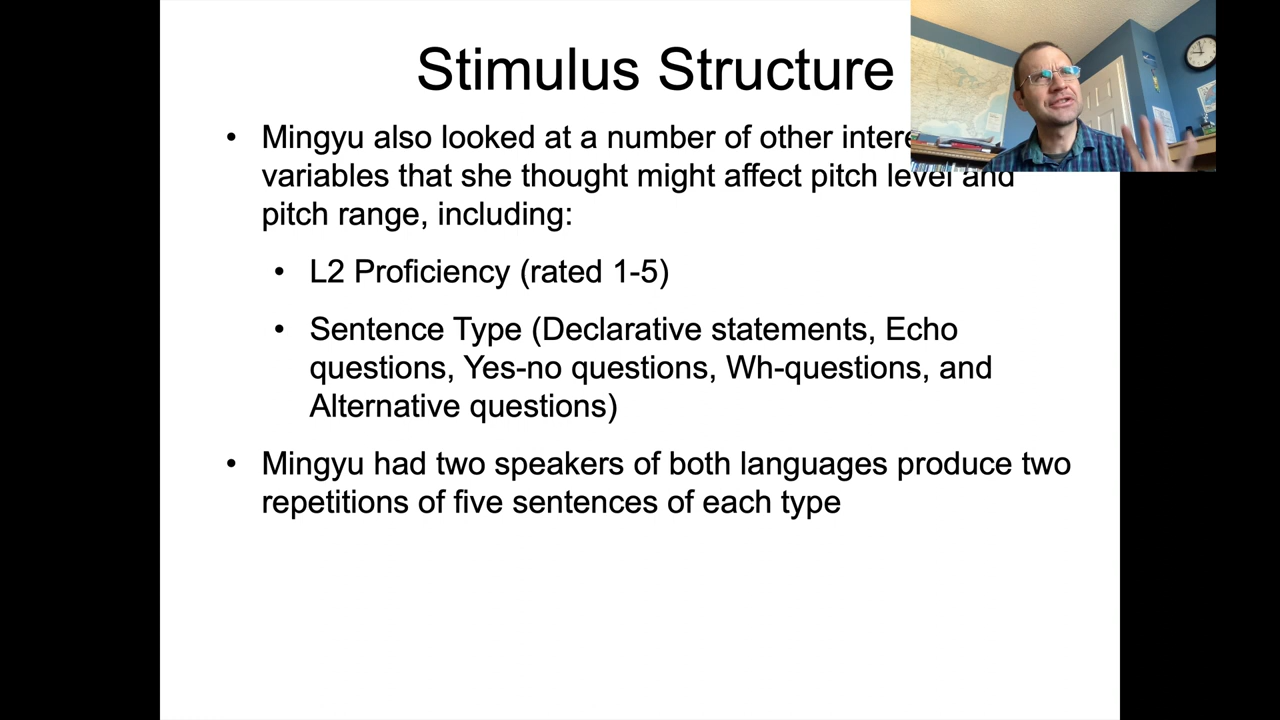 Stimulus Structure
• Mingyu also looked at a number of other
variables that she thought might affect pitch level and
pitch range, including:
• L2 Proficiency (rated 1-5)
• Sentence Type (Declarative statements, Echo
questions, Yes-no questions, Wh-questions, and
Alternative questions)
• Mingyu had two speakers of both languages produce two
repetitions of five sentences of each type